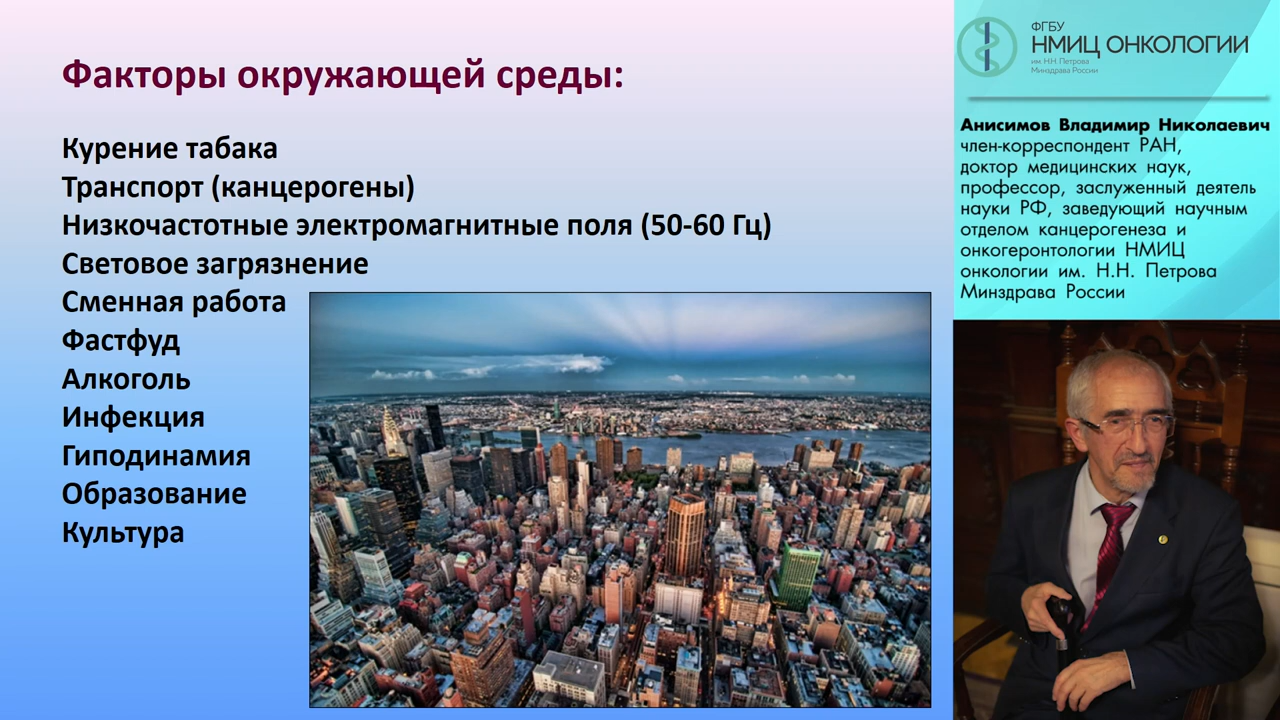 Факторы окружающей среды:
Курение табака
Транспорт (канцерогены)
Низкочастотные электромагнитные поля (50-60 Гц)
Световое загрязнение
Сменная работа
Фастфуд
Алкоголь
Инфекция
Гиподинамия
Образование
Культура
ФГБУ
НМИЦ ОНКОЛОГИИ
им. Н.Н. Петрова
Минздрава России
Анисимов Владимир Николаевич
член-корреспондент РАН,
доктор медицинских наук,
профессор, заслуженный деятель
науки РФ, заведующий научным
отделом канцерогенеза и
онкогеронтологии НМИЦ
онкологии им. Н.Н. Петрова
Минздрава России